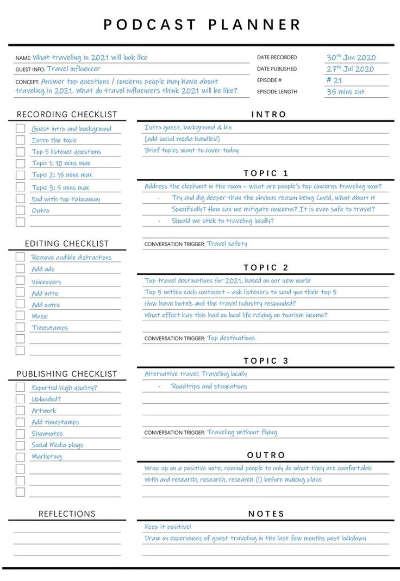 PODCAST PLANNER
NAME: What traveling in 2021 will look like
GUEST INFO: Travel influencer
CONCEPT: Answer top questions / concerns people may have about
traveling in 2021. What do travel influencers think 2021 will be like?
DATE RECORDED 30th Jun 2020
DATE PUBLISHED 27th Jul 2020
EPISODE # # 21
EPISODE LENGTH 35 mins cut
RECORDING CHECKLIST
Guest intro and background
Intro the topic
Top 5 listener questions
Topic 1: 10 mins max
Topic 2: 15 mins max
Topic 3: 5 mins max
End with top takeaway
Outro
EDITING CHECKLIST
Remove audible distractions
Add ads
Voiceovers
Add intro
Add outro
Music
Timestamps
PUBLISHING CHECKLIST
Exported high quality?
Uploaded?
Artwork
Add timestamps
Shownotes
Social Media plugs
Marketing
REFLECTIONS
INTRO
Intro guest, background & bio
[add social media handles]
Brief topics want to cover today
TOPIC 1
Address the elephant in the room – what are people's top concerns traveling now?
- Try and dig deeper than the obvious reason being Covid, what about it
Specifically? How can we mitigate concerns? It is even safe to travel?
- Should we stick to traveling locally?
CONVERSATION TRIGGER: Travel safety
TOPIC 2
Top travel destinations for 2021, based on our new world
Top 5 within each continent – ask listeners to send you their top 5
How have hotels and the travel industry responded?
What effect has this had on local life relying on tourism income?
CONVERSATION TRIGGER: Top destinations
TOPIC 3
Alternative travel: Traveling locally
- Roadtrips and staycations
CONVERSATION TRIGGER: Traveling without flying
OUTRO
Wrap up on a positive note, remind people to only do what they are comfortable
With and research, research, research (!) before making plans
NOTES
Keep it positive!
Draw on experiences of guest traveling in the last few months post lockdown